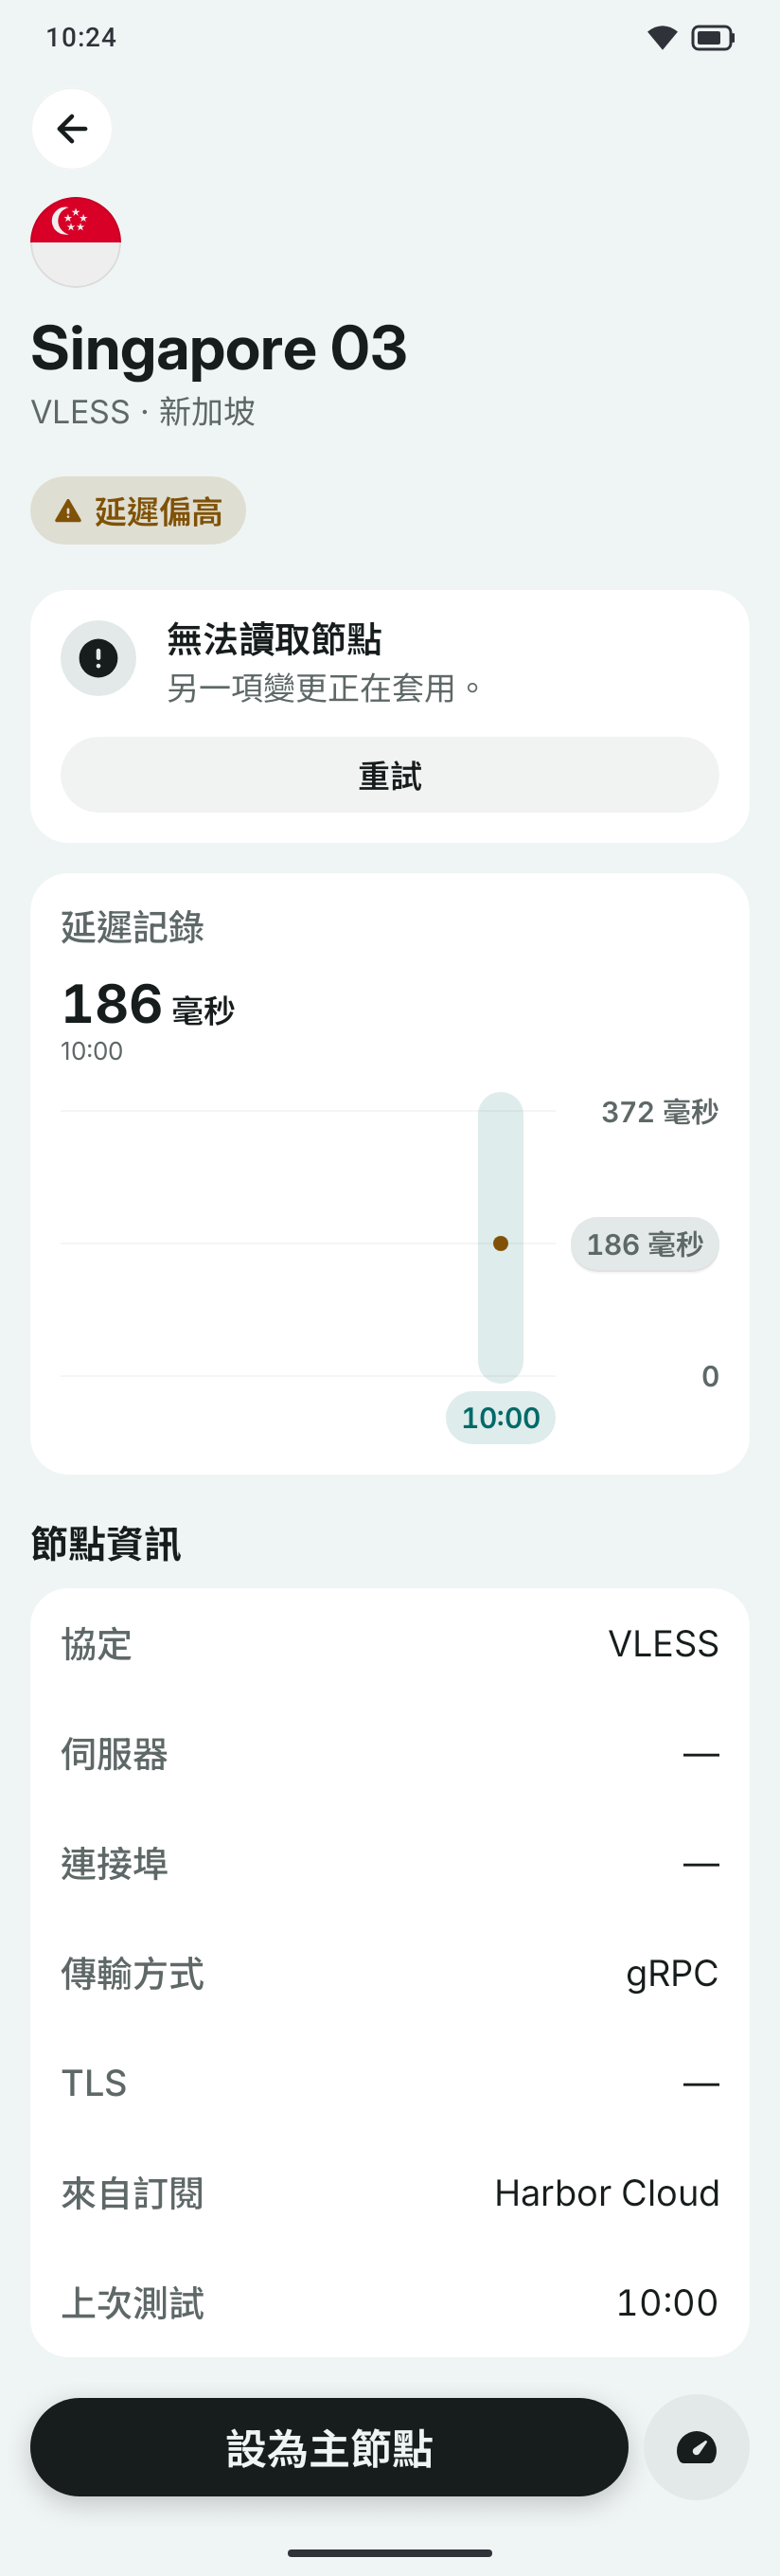 10:24
Singapore 03
VLESS · 新加坡
延遲偏高
無法讀取節點
另一項變更正在套用。
重試
延遲記錄
186 毫秒
10:00
372 毫秒
186 毫秒
0
10:00
節點資訊
協定 VLESS
伺服器 —
連接埠 —
傳輸方式 gRPC
TLS —
來自訂閱 Harbor Cloud
上次測試 10:00
設為主節點